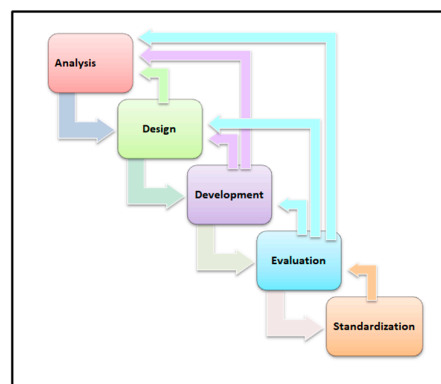 Analysis
Design
Development
Evaluation
Standardization